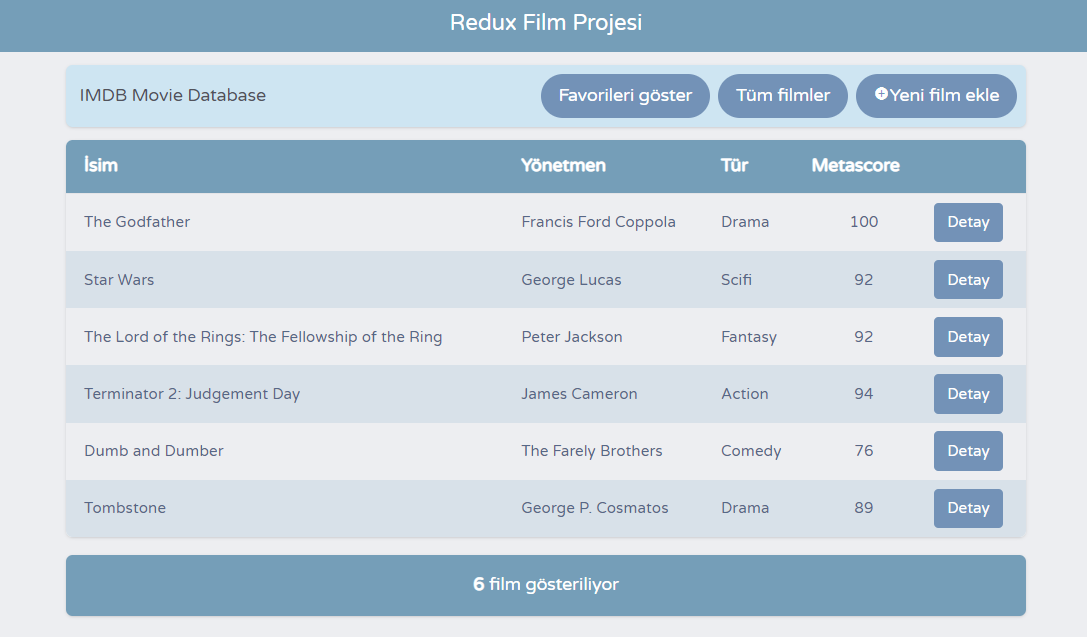 Redux Film Projesi
IMDB Movie Database Favorileri göster Tüm filmler Yeni film ekle
İsim Yönetmen Tür Metascore
The Godfather Francis Ford Coppola Drama 100 Detay
Star Wars George Lucas Scifi 92 Detay
The Lord of the Rings: The Fellowship of the Ring Peter Jackson Fantasy 92 Detay
Terminator 2: Judgement Day James Cameron Action 94 Detay
Dumb and Dumber The Farely Brothers Comedy 76 Detay
Tombstone George P. Cosmatos Drama 89 Detay
6 film gösteriliyor